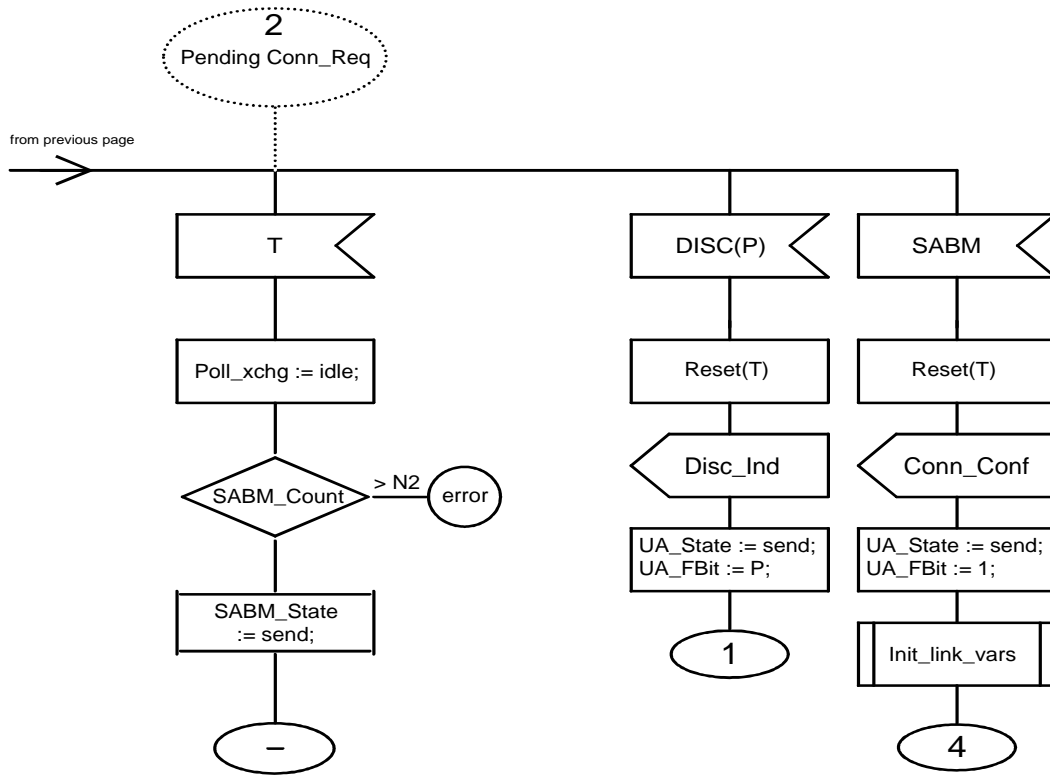 2
Pending Conn_Req
from previous page
T
DISC(P)
SABM
Poll_xchg := idle;
Reset(T)
Reset(T)
SABM_Count
> N2
error
Disc_Ind
Conn_Conf
UA_State := send;
UA_FBit := P;
UA_State := send;
UA_FBit := 1;
SABM_State
:= send;
1
Init_link_vars
–
4